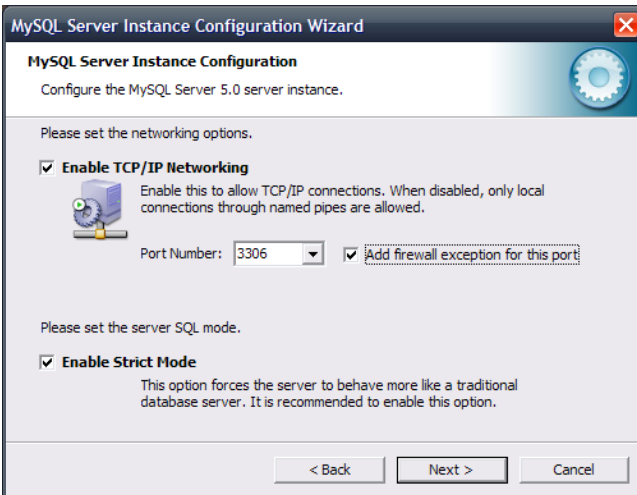 MySQL Server Instance Configuration Wizard
MySQL Server Instance Configuration
Configure the MySQL Server 5.0 server instance.
Please set the networking options.
Enable TCP/IP Networking
Enable this to allow TCP/IP connections. When disabled, only local
connections through named pipes are allowed.
Port Number: 3306 Add firewall exception for this port
Please set the server SQL mode.
Enable Strict Mode
This option forces the server to behave more like a traditional
database server. It is recommended to enable this option.
< Back Next > Cancel